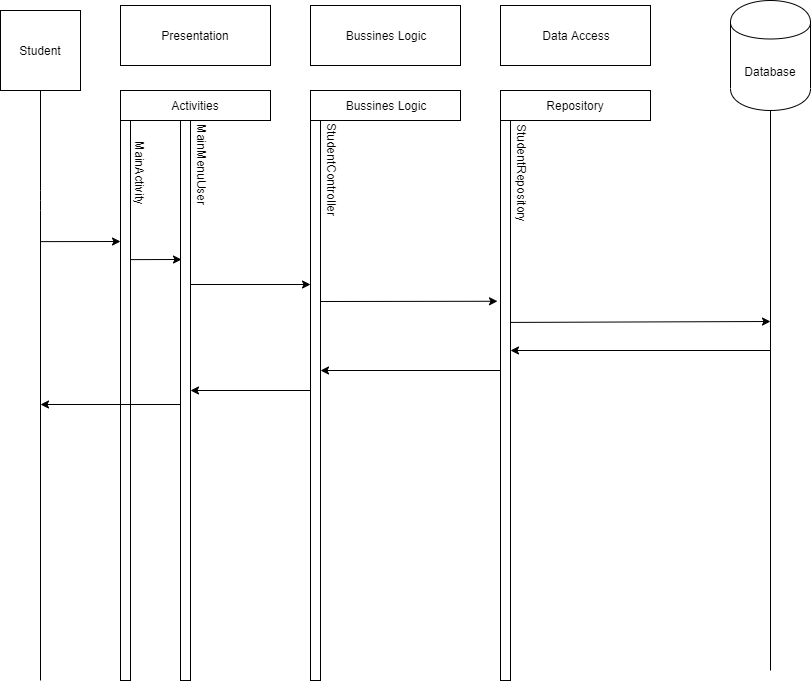 Student
Presentation
Bussines Logic
Data Access
Database
Activities
Bussines Logic
Repository
MainActivity
MainMenuUser
StudentController
StudentRepository